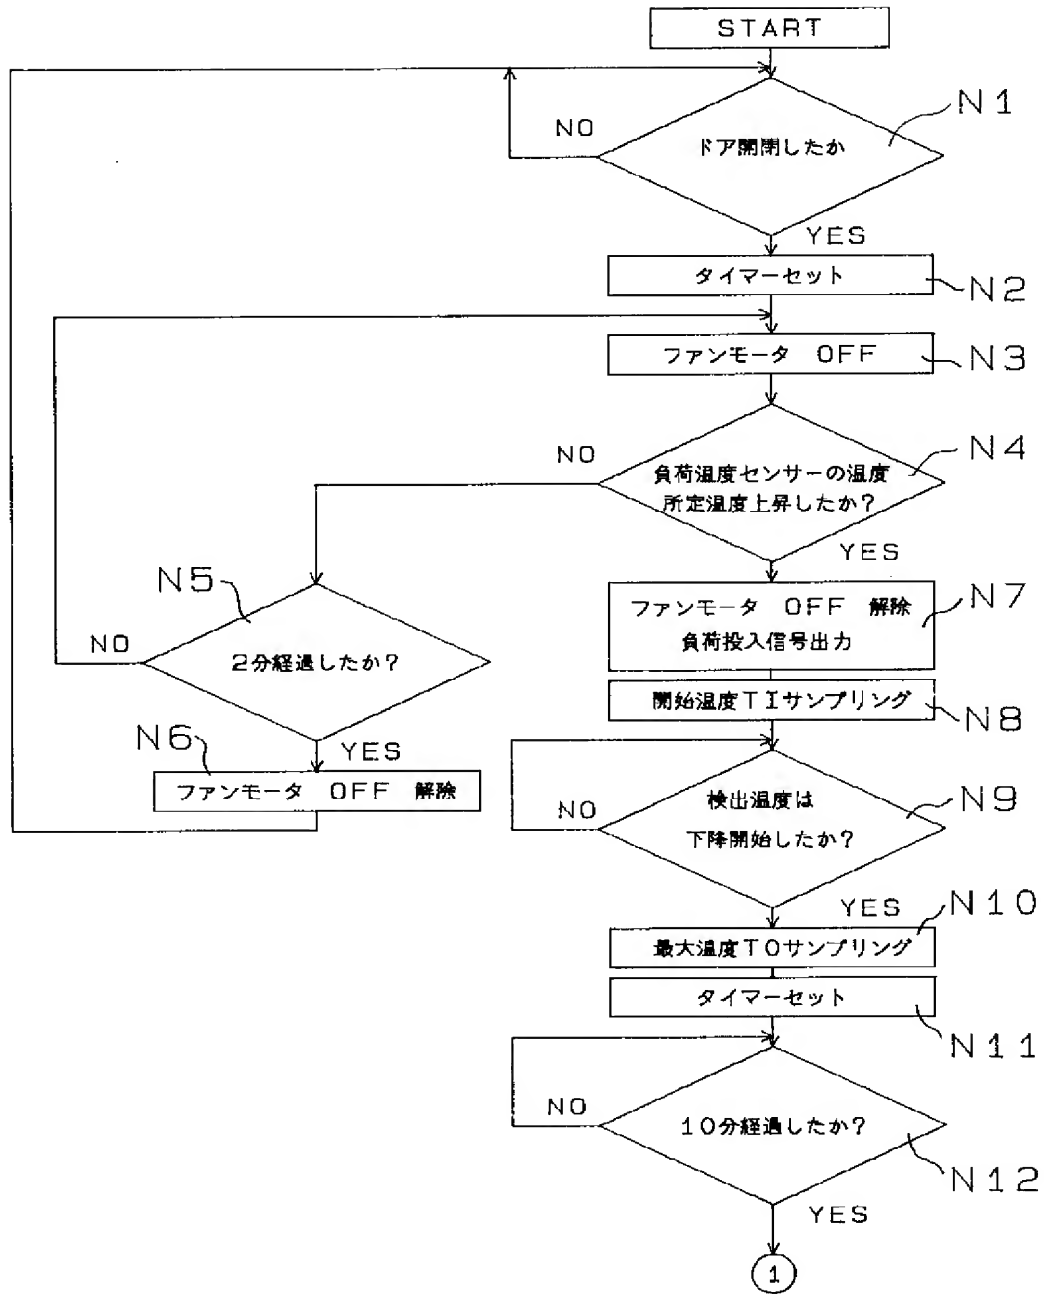 START
N1
NO
ドア開閉したか
YES
タイマーセット
N2
ファンモータ OFF
N3
NO
N4
負荷温度センサーの温度
所定温度上昇したか?
YES
N5
ファンモータ OFF 解除
負荷投入信号出力
N7
NO
2分経過したか?
開始温度TIサンプリング
N8
N6
YES
ファンモータ OFF 解除
検出温度は
下降開始したか?
N9
NO
YES
N10
最大温度TOサンプリング
タイマーセット
N11
NO
10分経過したか?
N12
YES
1